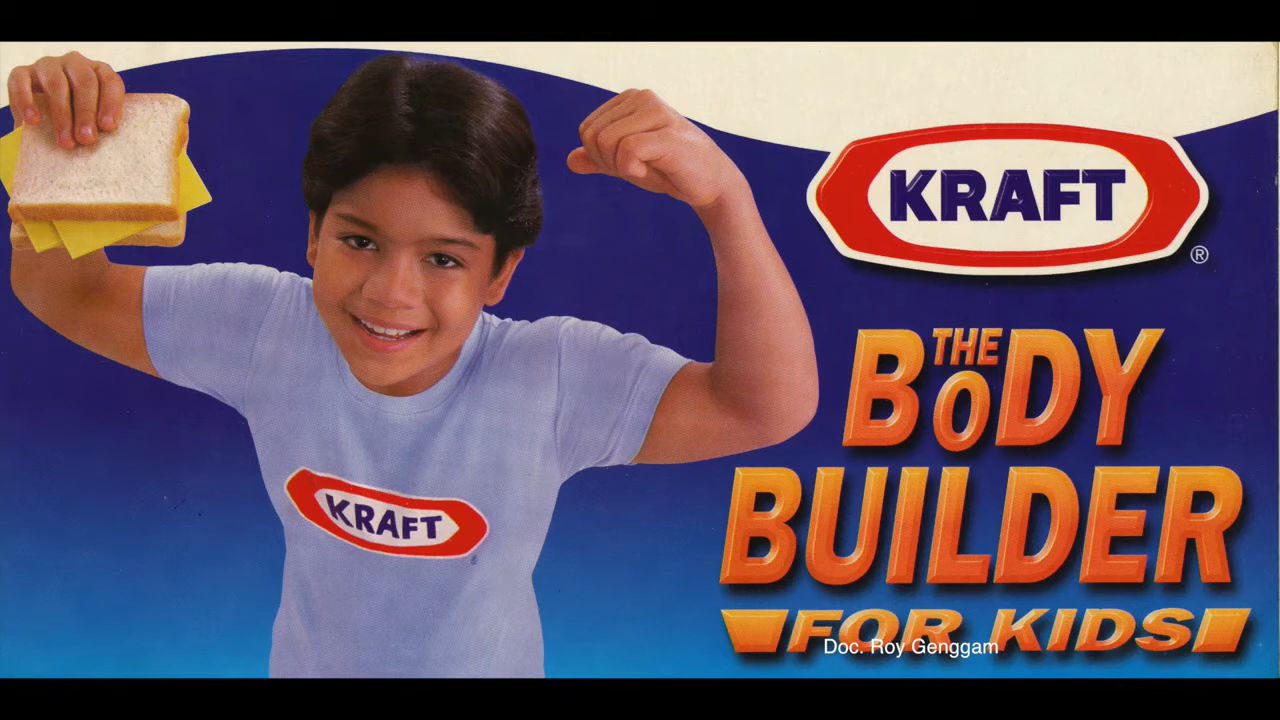 KRAFT
®
THE
BODY
BUILDER
FOR KIDS
Doc. Roy Genggam
KRAFT